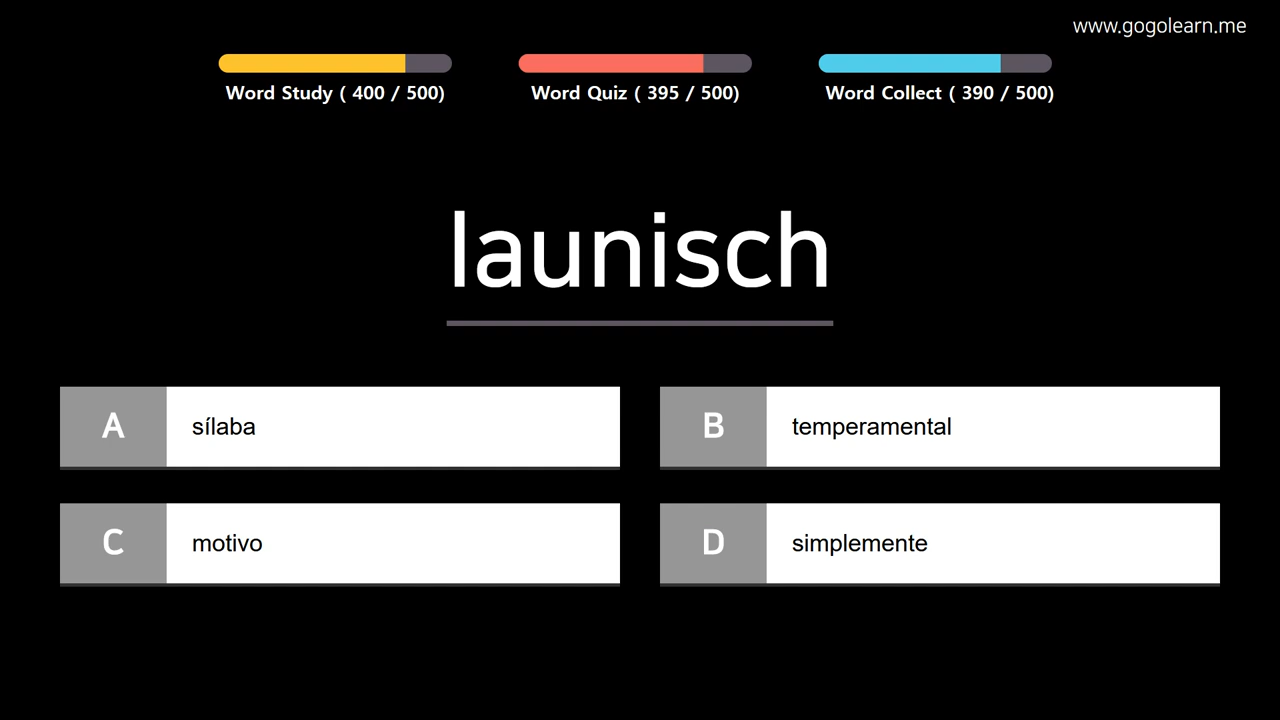 www.gogolearn.me
Word Study ( 400 / 500)
Word Quiz ( 395 / 500)
Word Collect ( 390 / 500)
launisch
A sílaba
B temperamental
C motivo
D simplemente